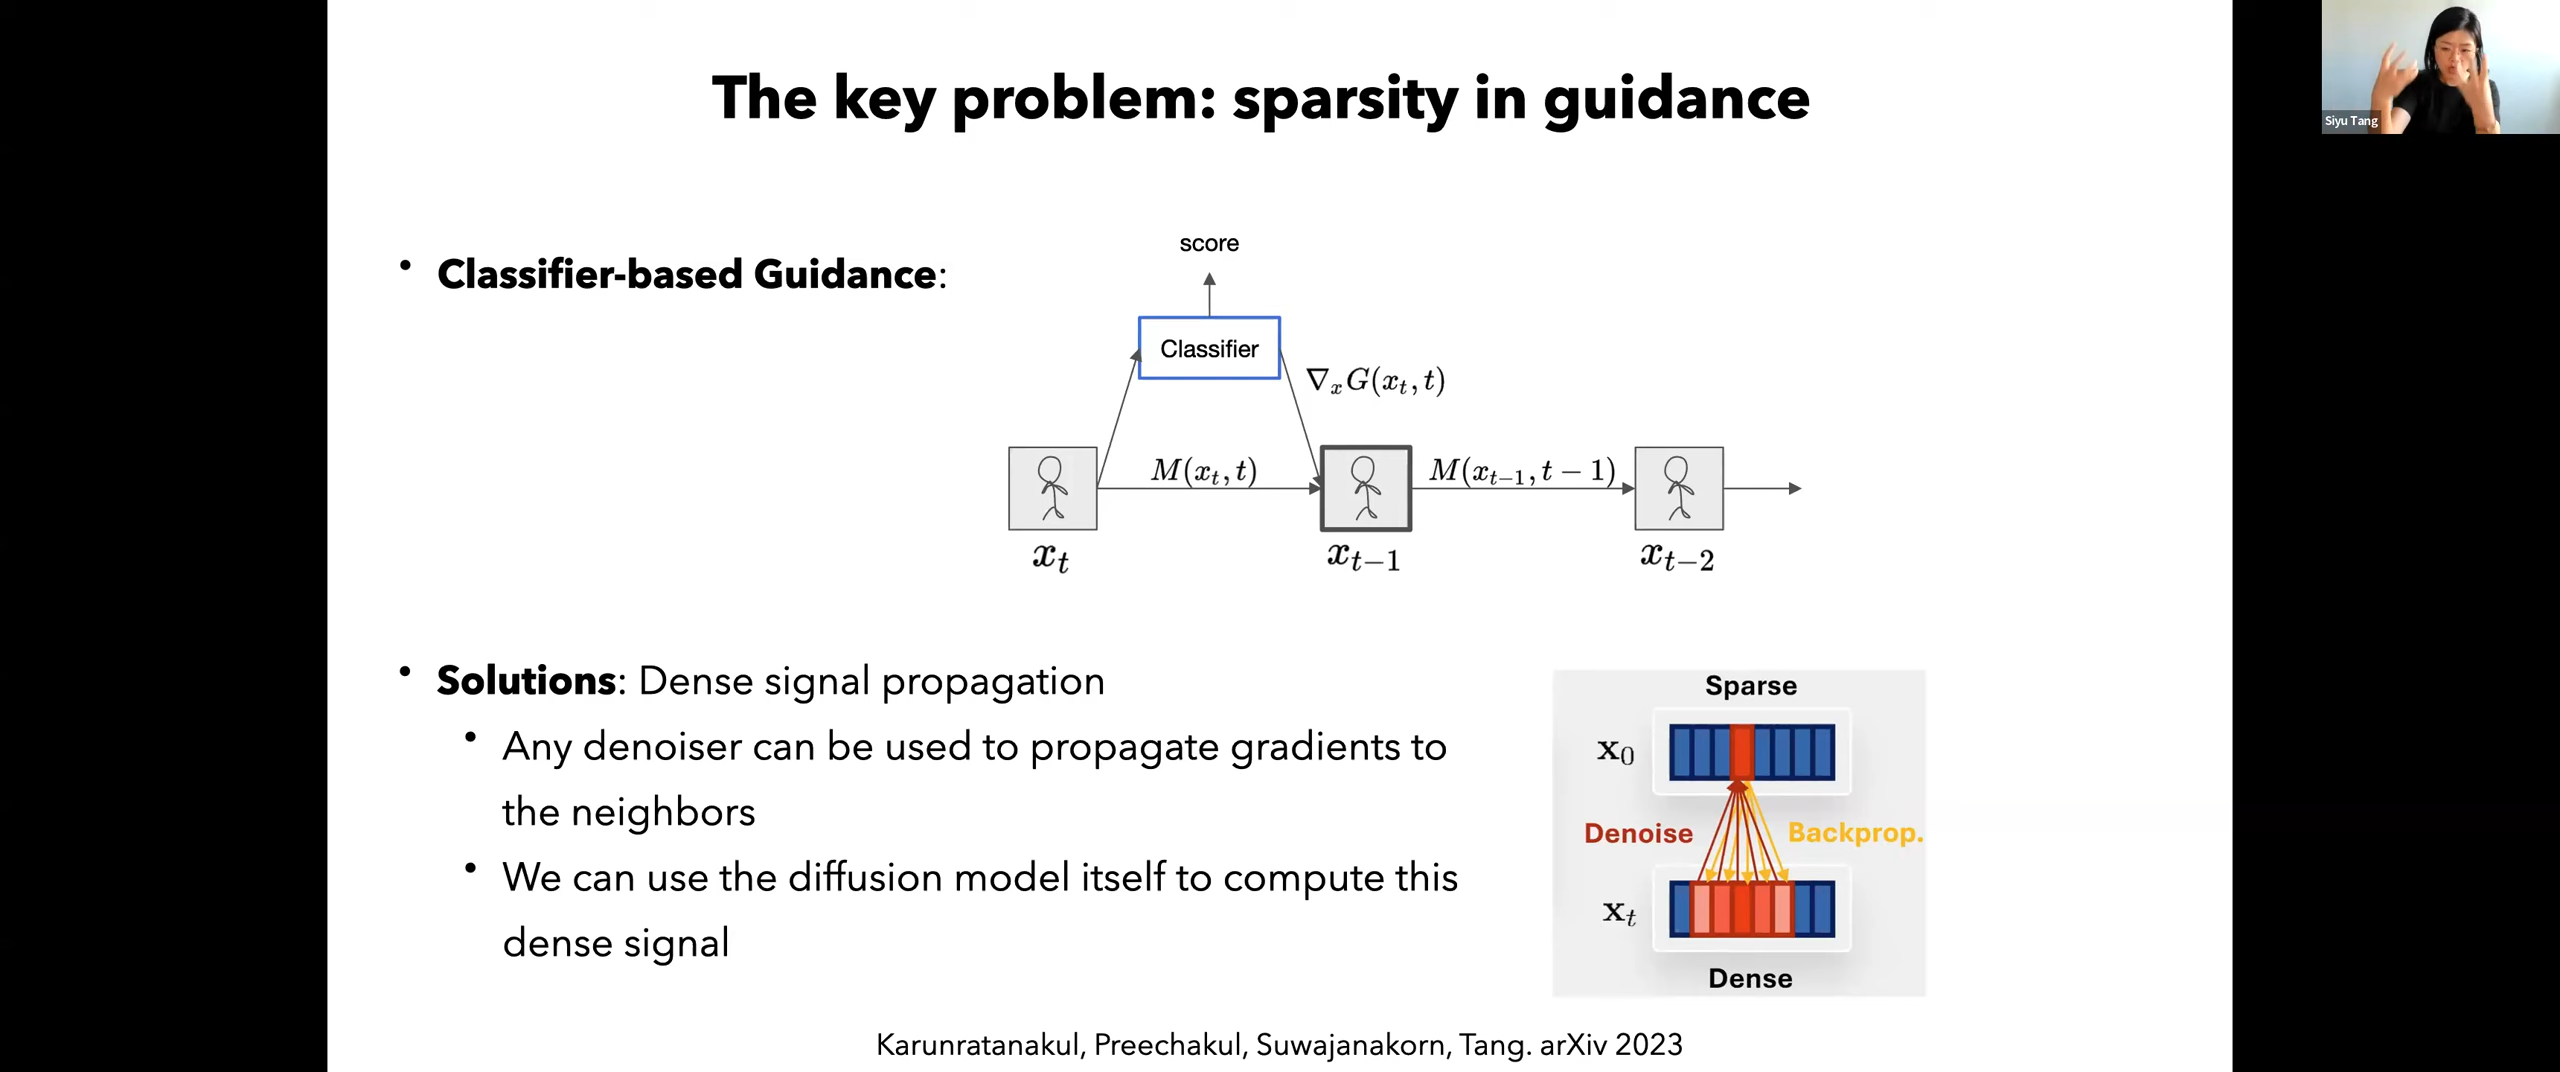 The key problem: sparsity in guidance
Siyu Tang
• Classifier-based Guidance:
score
Classifier
∇ₓG(xₜ, t)
M(xₜ, t)
M(xₜ₋₁, t − 1)
xₜ
xₜ₋₁
xₜ₋₂
• Solutions: Dense signal propagation
• Any denoiser can be used to propagate gradients to
the neighbors
• We can use the diffusion model itself to compute this
dense signal
Sparse
x₀
Denoise
Backprop.
xₜ
Dense
Karunratanakul, Preechakul, Suwajanakorn, Tang. arXiv 2023